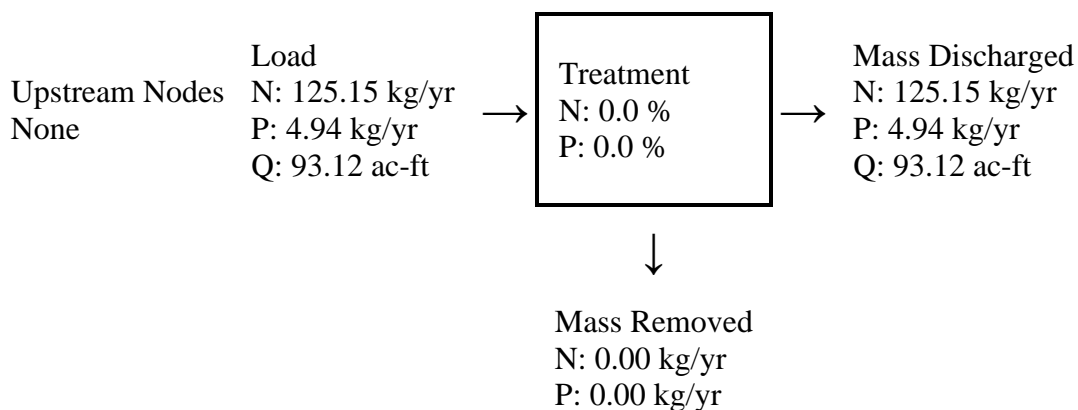 Upstream Nodes
None
Load
N: 125.15 kg/yr
P: 4.94 kg/yr
Q: 93.12 ac-ft
→
Treatment
N: 0.0 %
P: 0.0 %
→
Mass Discharged
N: 125.15 kg/yr
P: 4.94 kg/yr
Q: 93.12 ac-ft
↓
Mass Removed
N: 0.00 kg/yr
P: 0.00 kg/yr